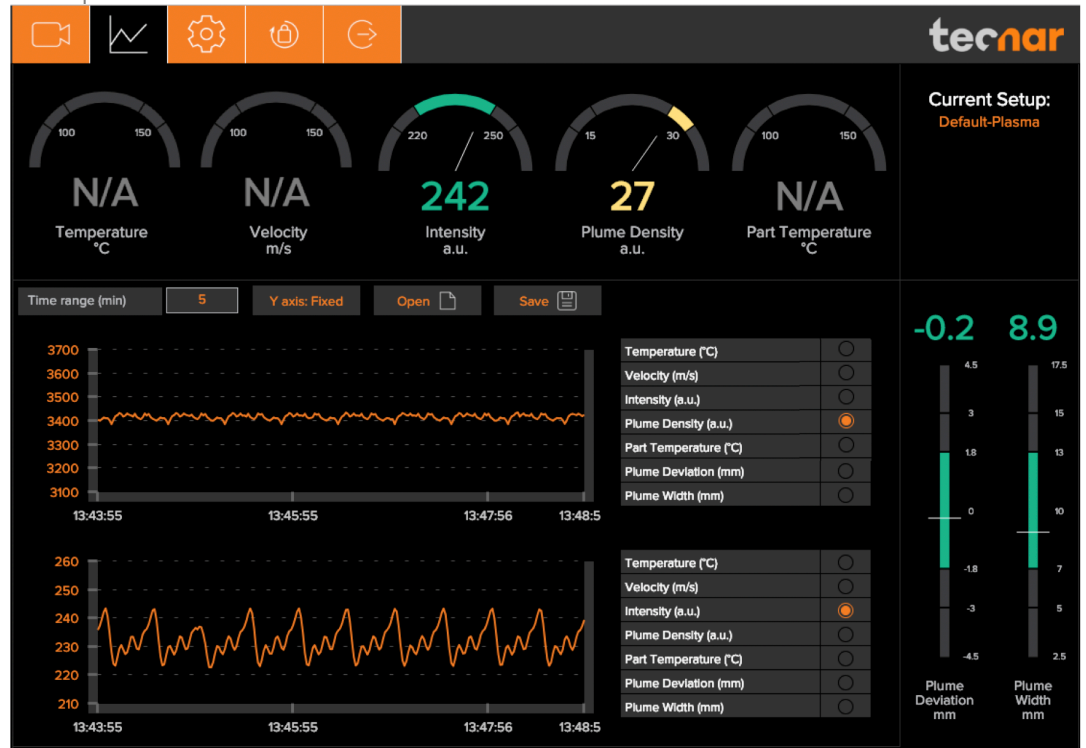 tecnar
Current Setup:
Default-Plasma
100 150
N/A
Temperature
°C
100 150
N/A
Velocity
m/s
220 250
242
Intensity
a.u.
15 30
27
Plume Density
a.u.
100 150
N/A
Part Temperature
°C
Time range (min) 5 Y axis: Fixed Open Save
3700
3600
3500
3400
3300
3200
3100
13:43:55 13:45:55 13:47:56 13:48:5
Temperature (°C)
Velocity (m/s)
Intensity (a.u.)
Plume Density (a.u.)
Part Temperature (°C)
Plume Deviation (mm)
Plume Width (mm)
260
250
240
230
220
210
13:43:55 13:45:55 13:47:56 13:48:5
Temperature (°C)
Velocity (m/s)
Intensity (a.u.)
Plume Density (a.u.)
Part Temperature (°C)
Plume Deviation (mm)
Plume Width (mm)
-0.2
4.5
3
1.8
0
-1.8
-3
-4.5
Plume
Deviation
mm
8.9
17.5
15
13
10
7
5
2.5
Plume
Width
mm